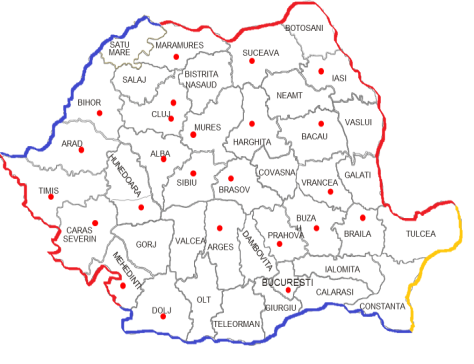 BOTOSANI
SATU
MARE
MARAMURES
SUCEAVA
SALAJ
BISTRITA
NASAUD
IASI
NEAMT
BIHOR
CLUJ
MURES
HARGHITA
BACAU
VASLUI
ARAD
ALBA
HUNEDOARA
SIBIU
BRASOV
COVASNA
VRANCEA
GALATI
TIMIS
CARAS
SEVERIN
GORJ
VALCEA
ARGES
DAMBOVITA
PRAHOVA
BUZA
H
BRAILA
TULCEA
MEHEDINTI
DOLJ
OLT
TELEORMAN
BUCURESTI
GIURGIU
IALOMITA
CALARASI
CONSTANTA